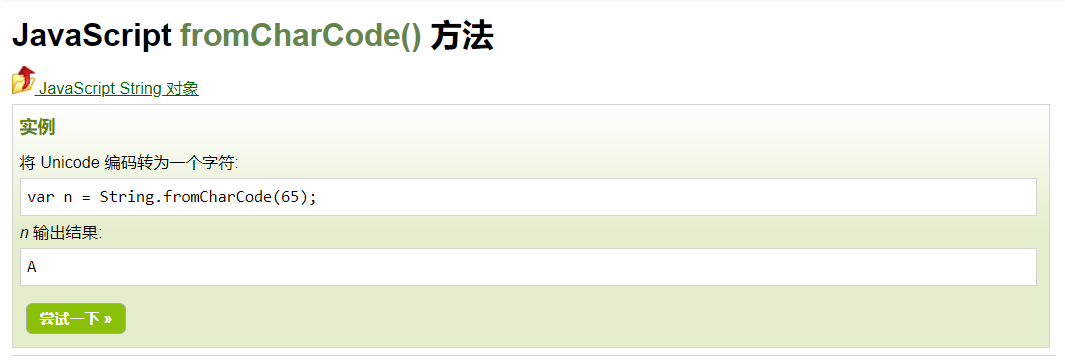 JavaScript fromCharCode() 方法
JavaScript String 对象
实例
将 Unicode 编码转为一个字符:
var n = String.fromCharCode(65);
n 输出结果:
A
尝试一下 »